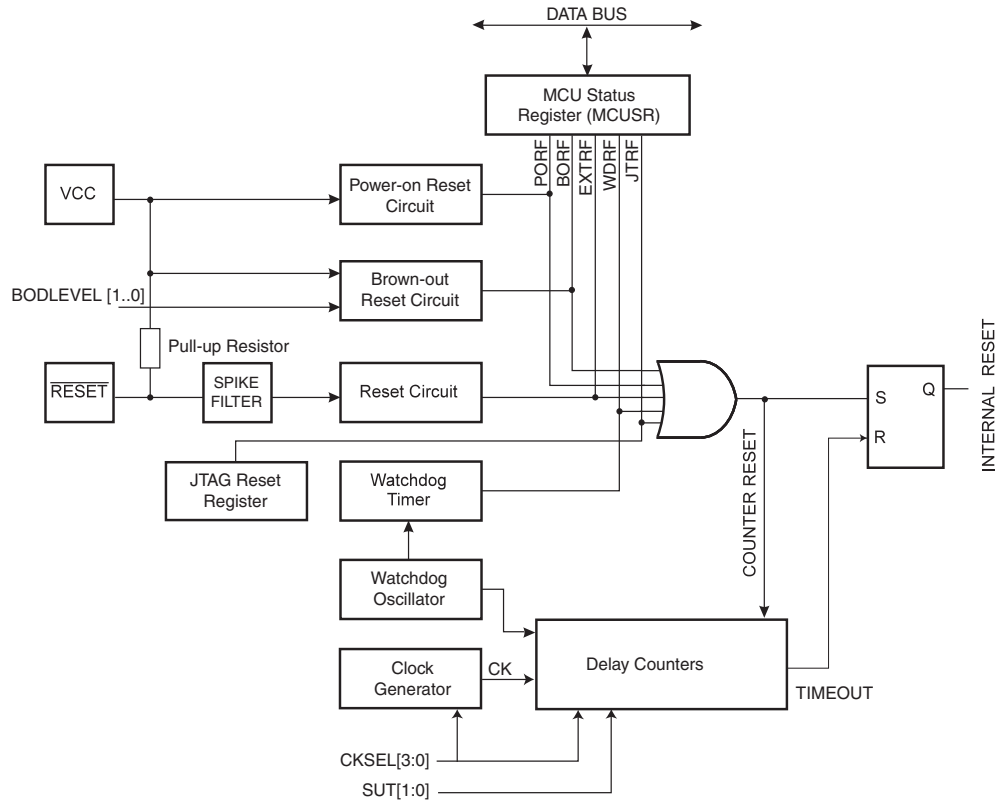 DATA BUS
MCU Status
Register (MCUSR)
PORF
BORF
EXTRF
WDRF
JTRF
VCC
Power-on Reset
Circuit
Brown-out
Reset Circuit
BODLEVEL [1..0]
Pull-up Resistor
RESET
SPIKE
FILTER
Reset Circuit
JTAG Reset
Register
Watchdog
Timer
Watchdog
Oscillator
Clock
Generator
CK
Delay Counters
COUNTER RESET
S
Q
R
INTERNAL RESET
TIMEOUT
CKSEL[3:0]
SUT[1:0]